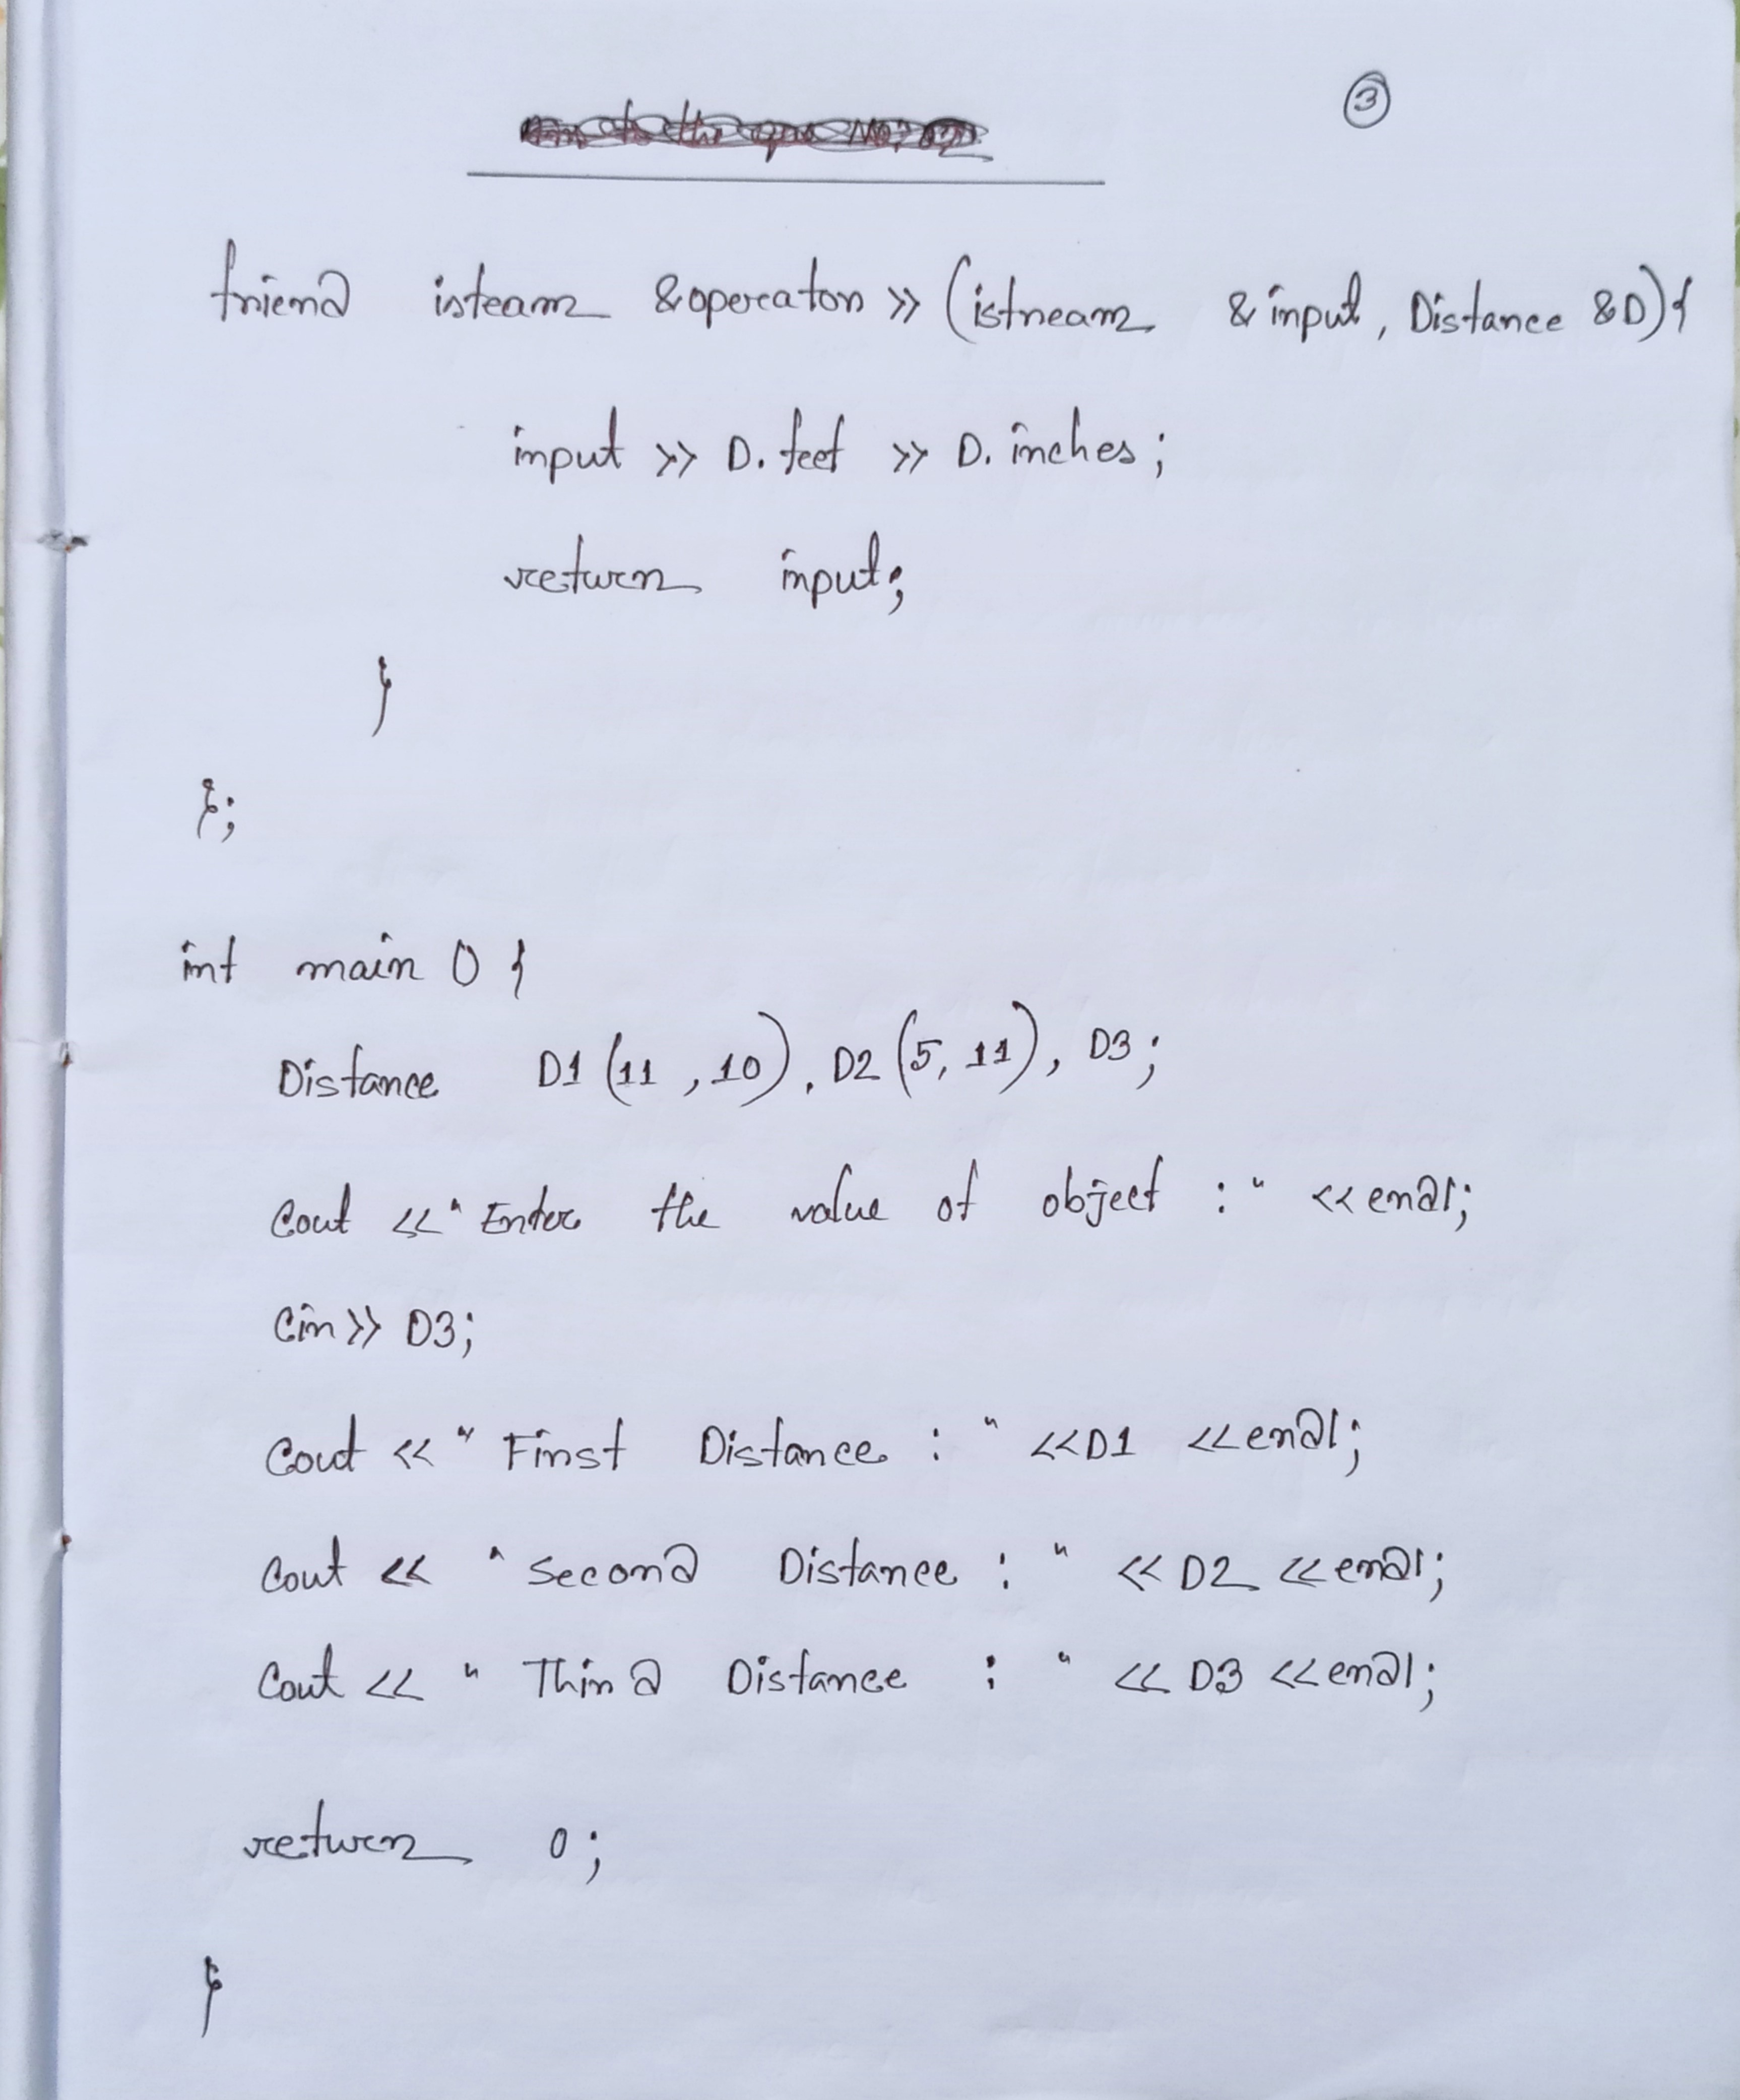 3
friend isteam &operator >> (istream &input, Distance &D){
input >> D.feet >> D.inches;
return input;
}
};
int main () {
Distance D1 (11, 10), D2 (5, 11), D3;
Cout << "Enter the value of object : " << endl;
Cin >> D3;
Cout << " First Distance : " << D1 << endl;
Cout << " Second Distance : " << D2 << endl;
Cout << " Third Distance : " << D3 << endl;
return 0;
}